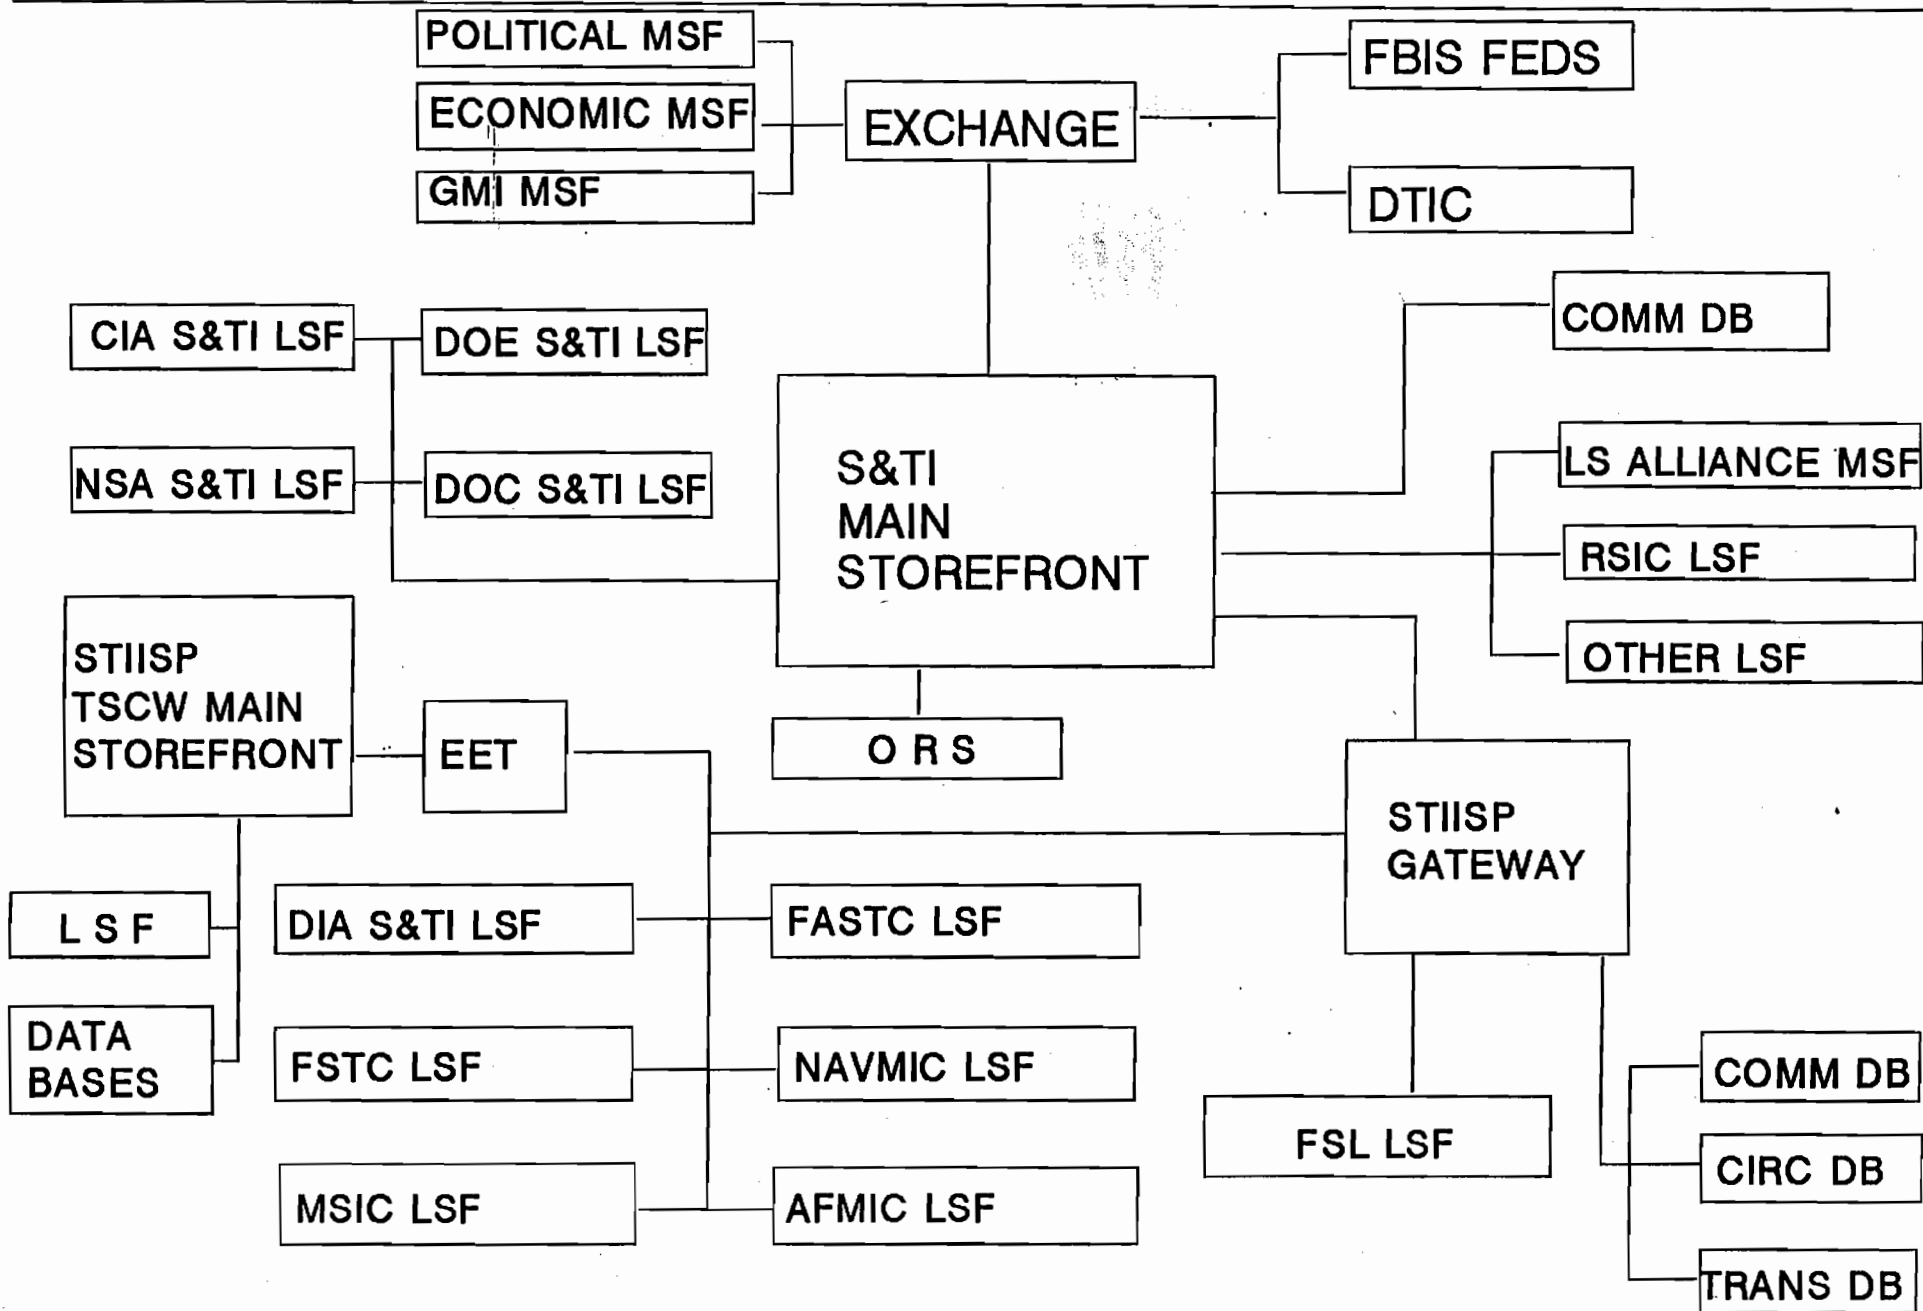 POLITICAL MSF
ECONOMIC MSF
GMI MSF
EXCHANGE
FBIS FEDS
DTIC
CIA S&TI LSF
DOE S&TI LSF
NSA S&TI LSF
DOC S&TI LSF
S&TI
MAIN
STOREFRONT
COMM DB
LS ALLIANCE MSF
RSIC LSF
OTHER LSF
STIISP
TSCW MAIN
STOREFRONT
EET
O R S
STIISP
GATEWAY
L S F
DATA
BASES
DIA S&TI LSF
FASTC LSF
FSTC LSF
NAVMIC LSF
MSIC LSF
AFMIC LSF
FSL LSF
COMM DB
CIRC DB
TRANS DB